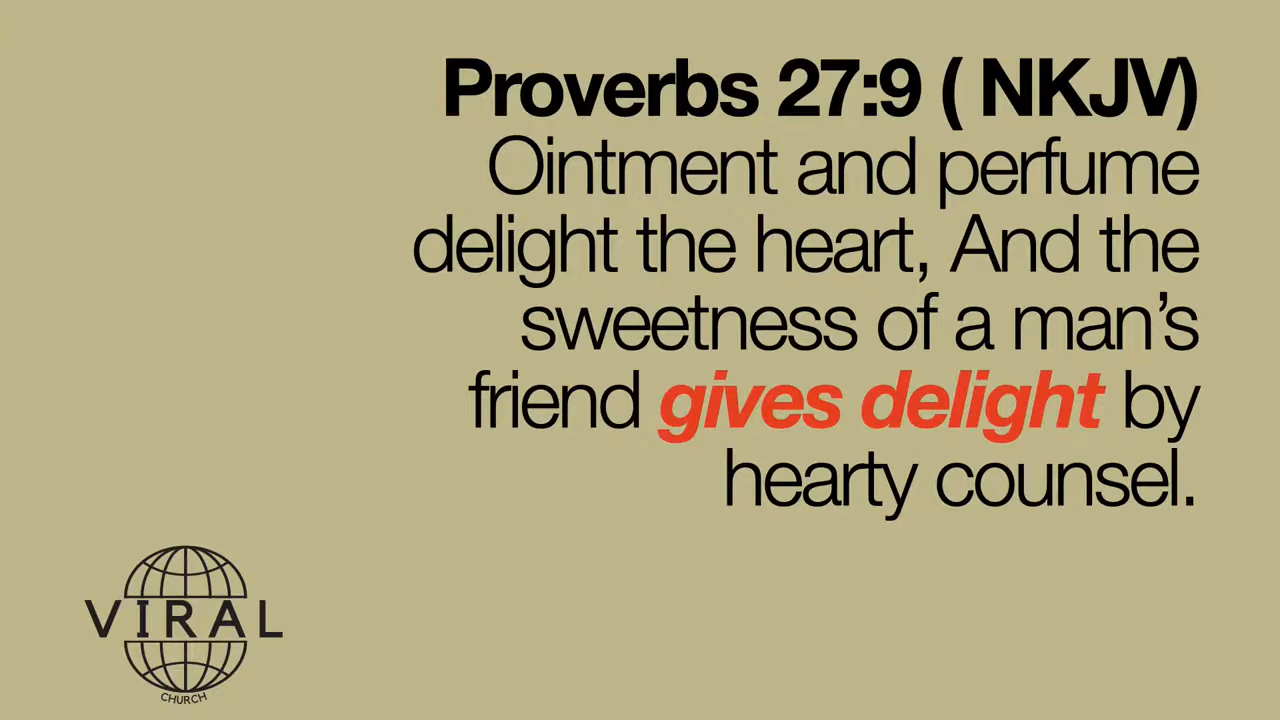 Proverbs 27:9 ( NKJV)
Ointment and perfume
delight the heart, And the
sweetness of a man’s
friend gives delight by
hearty counsel.
VIRAL
CHURCH